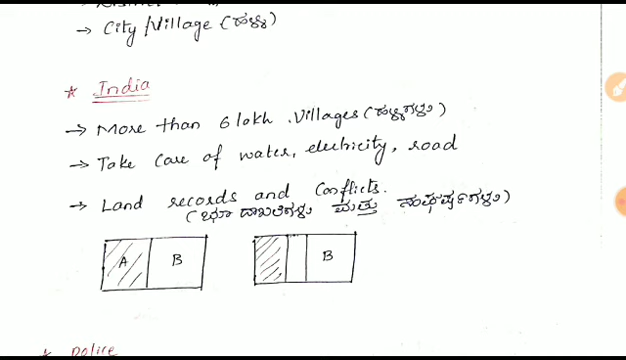 → City / Village (ಹಳ್ಳಿ)
* India
→ More than 6 lakh villages (ಹಳ್ಳಿಗಳು)
→ Take care of water, electricity, road
→ Land records and conflicts.
(ಭೂ ದಾಖಲೆಗಳು ಮತ್ತು ಸಂಘರ್ಷಗಳು)
A B B
* Police